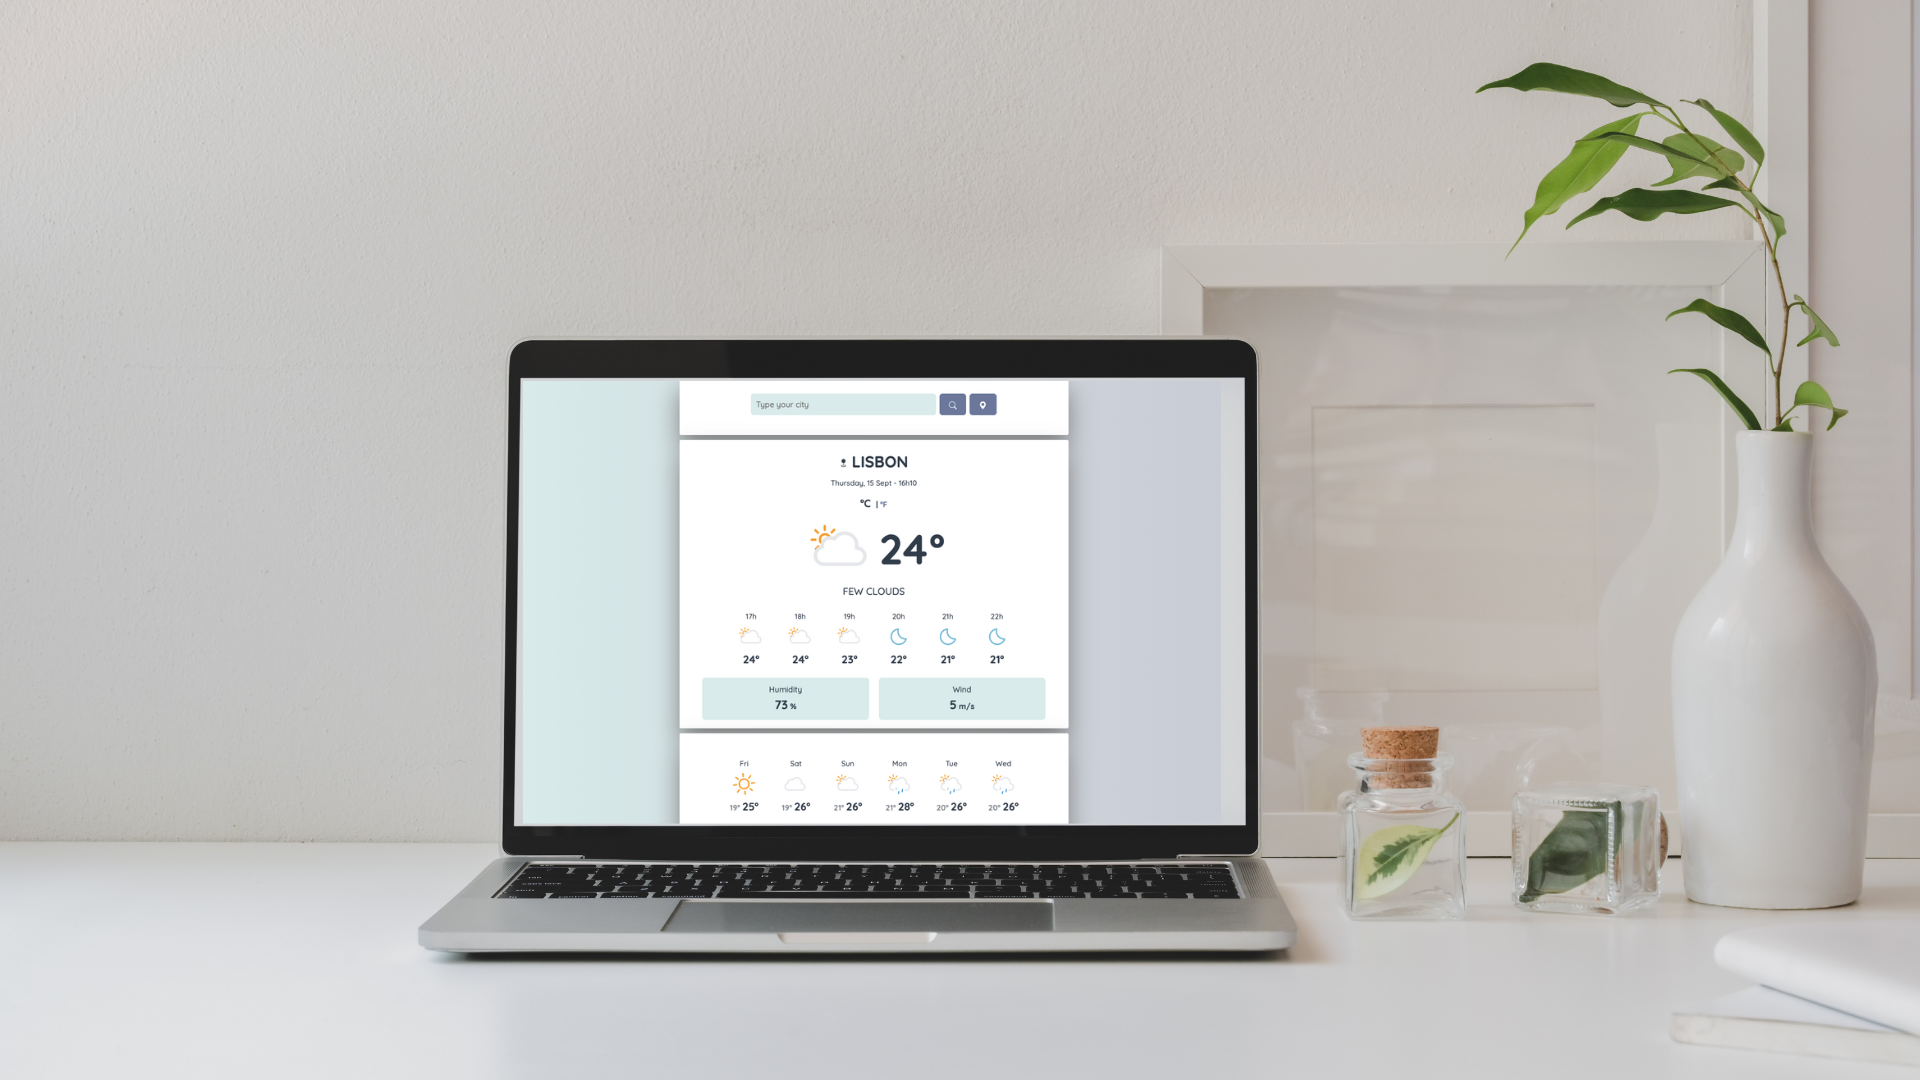 Type your city
LISBON
Thursday, 15 Sept - 16h10
°C | °F
24°
FEW CLOUDS
17h 18h 19h 20h 21h 22h
24° 24° 23° 22° 21° 21°
Humidity Wind
73 % 5 m/s
Fri Sat Sun Mon Tue Wed
19° 25° 19° 26° 21° 26° 21° 28° 20° 26° 20° 26°